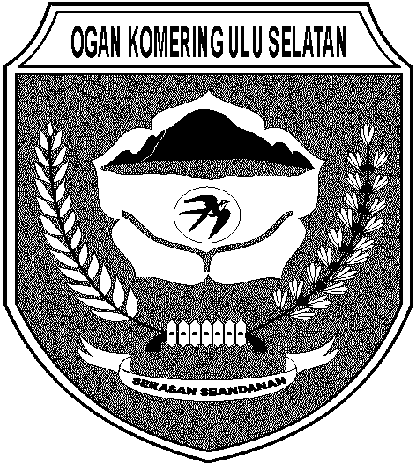 OGAN KOMERING ULU SELATAN
SERASAN SEANDANAN